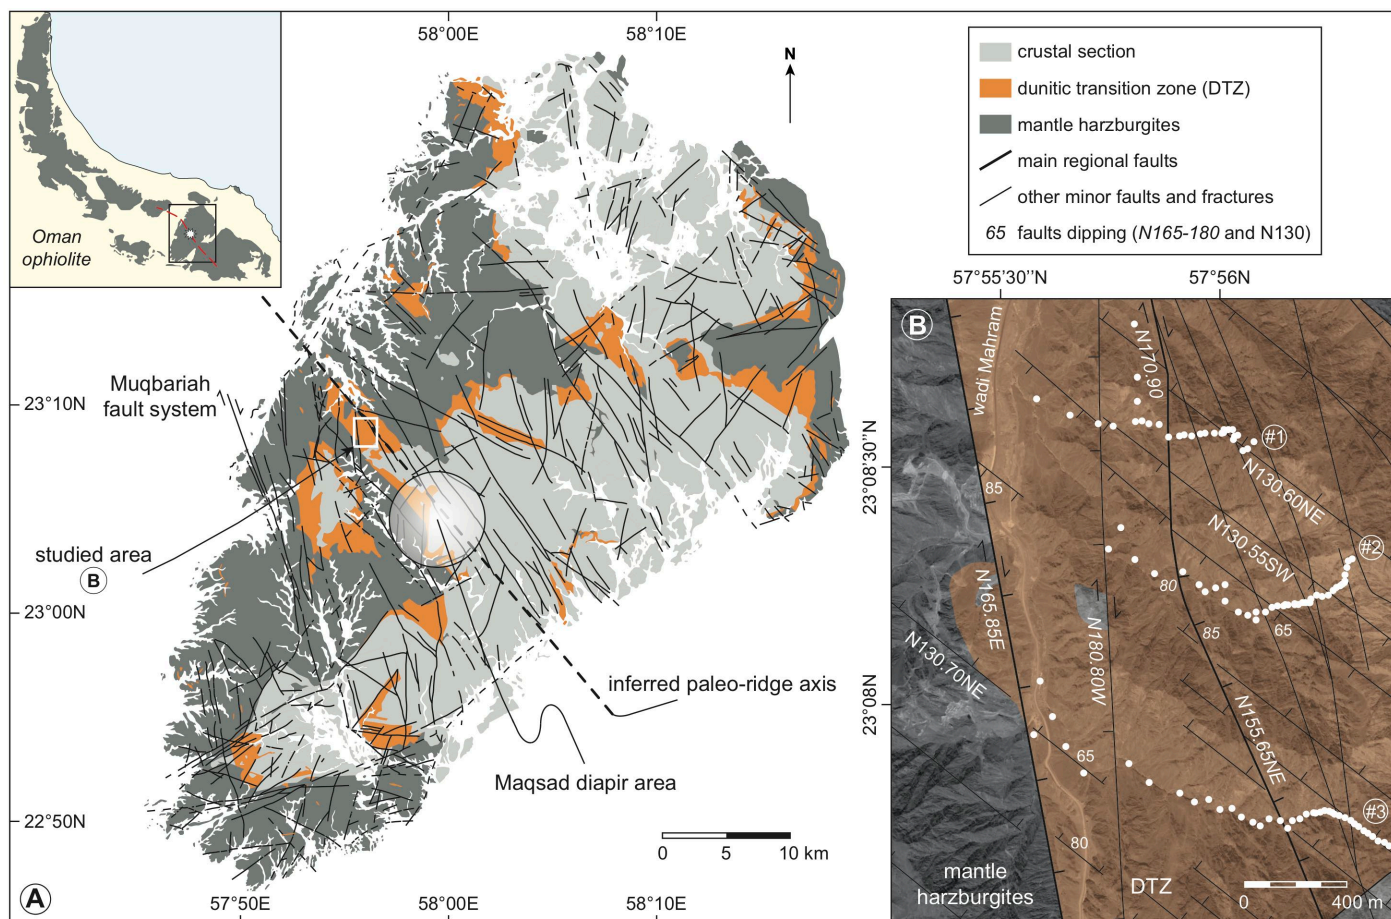 58°00E
58°10E
N
Oman
ophiolite
crustal section
dunitic transition zone (DTZ)
mantle harzburgites
main regional faults
other minor faults and fractures
65 faults dipping (N165-180 and N130)
Muqbariah
fault system
23°10N
studied area
B
23°00N
inferred paleo-ridge axis
Maqsad diapir area
22°50N
0 5 10 km
A
57°50E
58°00E
58°10E
57°55'30''N
57°56N
B
wadi Mahram
N170.90
#1
23°08'30''N
N130.60NE
85
N130.55SW
#2
80
N165.85E
85
65
N130.70NE
N180.80W
23°08N
N155.65NE
65
#3
80
mantle
harzburgites
DTZ
0 400 m